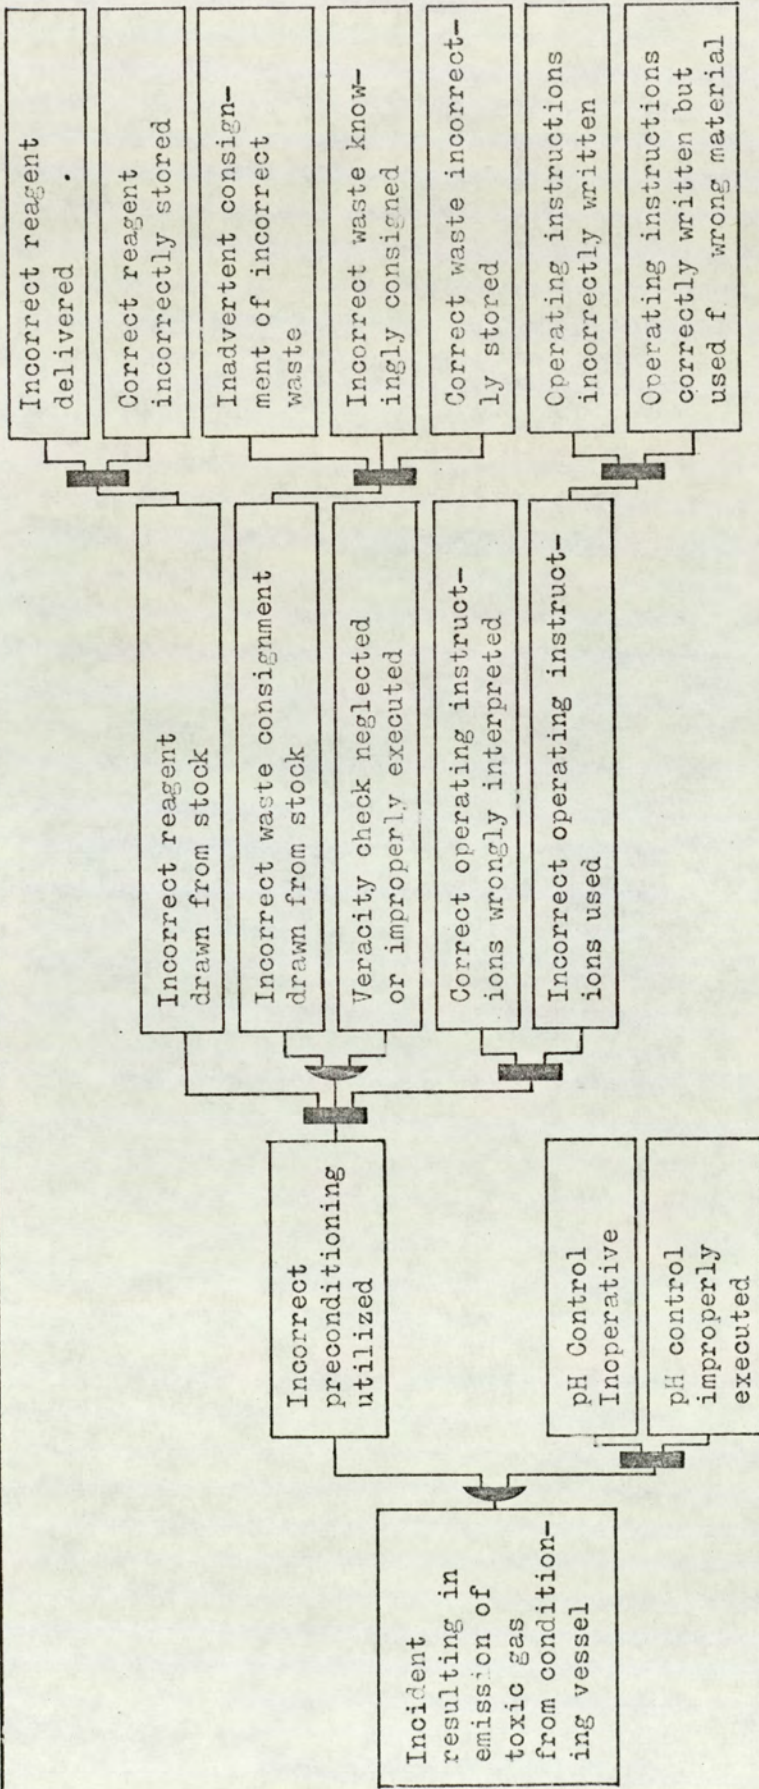 Incident
resulting in
emission of
toxic gas
from condition-
ing vessel
Incorrect
preconditioning
utilized
pH Control
Inoperative
pH control
improperly
executed
Incorrect reagent
drawn from stock
Incorrect waste consignment
drawn from stock
Veracity check neglected
or improperly executed
Correct operating instruct-
ions wrongly interpreted
Incorrect operating instruct-
ions used
Incorrect reagent
delivered
Correct reagent
incorrectly stored
Inadvertent consign-
ment of incorrect
waste
Incorrect waste know-
ingly consigned
Correct waste incorrect-
ly stored
Operating instructions
incorrectly written
Operating instructions
correctly written but
used wrong material